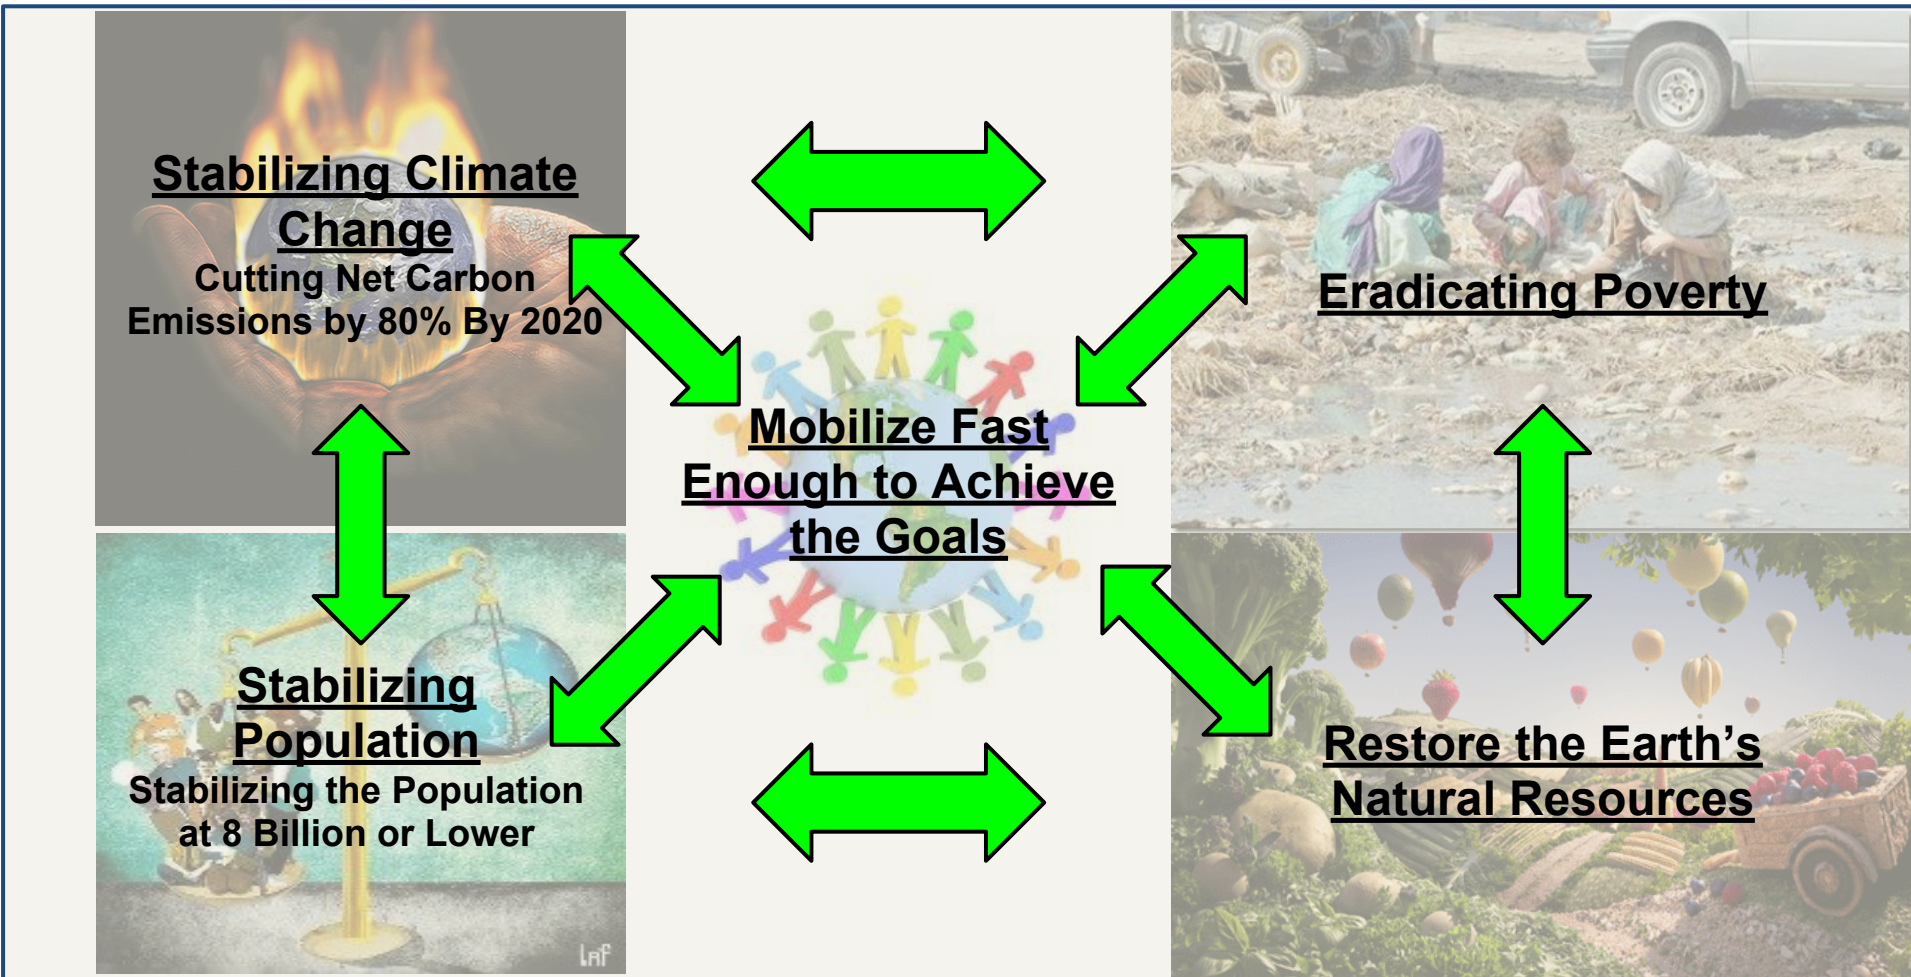 Stabilizing Climate
Change
Cutting Net Carbon
Emissions by 80% By 2020
Eradicating Poverty
Mobilize Fast
Enough to Achieve
the Goals
Stabilizing
Population
Stabilizing the Population
at 8 Billion or Lower
Restore the Earth’s
Natural Resources